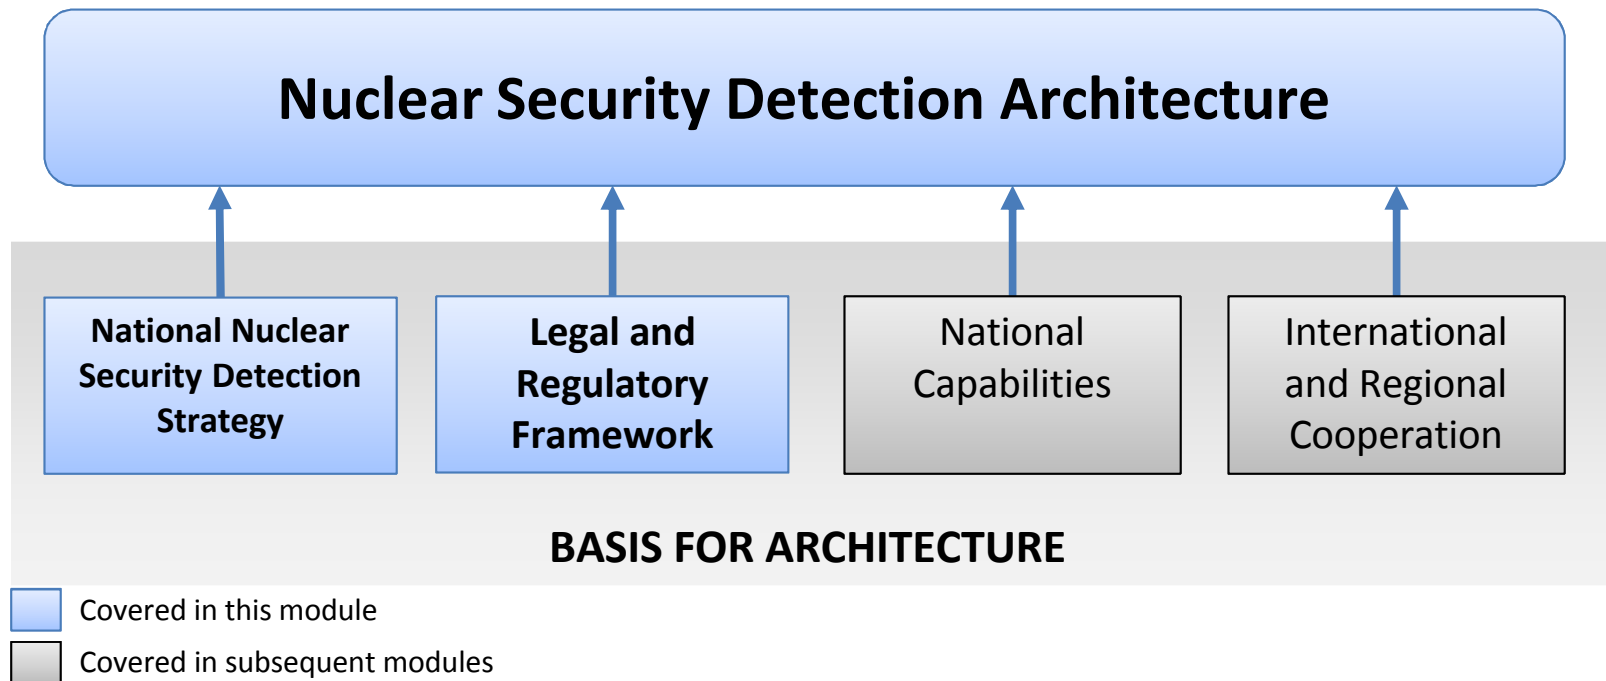 Nuclear Security Detection Architecture
National Nuclear
Security Detection
Strategy
Legal and
Regulatory
Framework
National
Capabilities
International
and Regional
Cooperation
BASIS FOR ARCHITECTURE
Covered in this module
Covered in subsequent modules